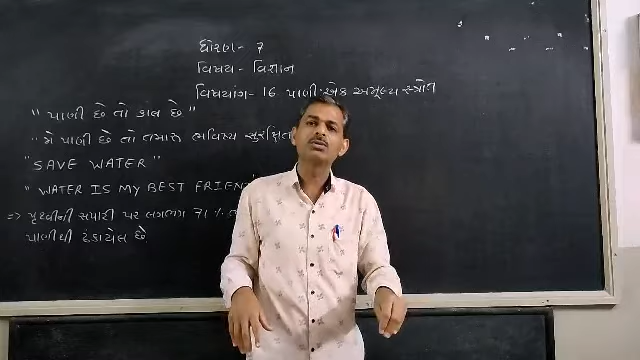 ધોરણ - 7
વિષય - વિજ્ઞાન
વિષયાંગ - 16 પાણી : એક અમૂલ્ય સ્ત્રોત
" પાણી છે તો કાલ છે "
પાણી છે તો તમારું ભવિષ્ય સુરક્ષિત
"SAVE WATER"
" WATER IS MY BEST FRIEND
=> પૃથ્વીની સપાટી પર લગભગ 71 %
પાણીથી ઢંકાયેલ છે